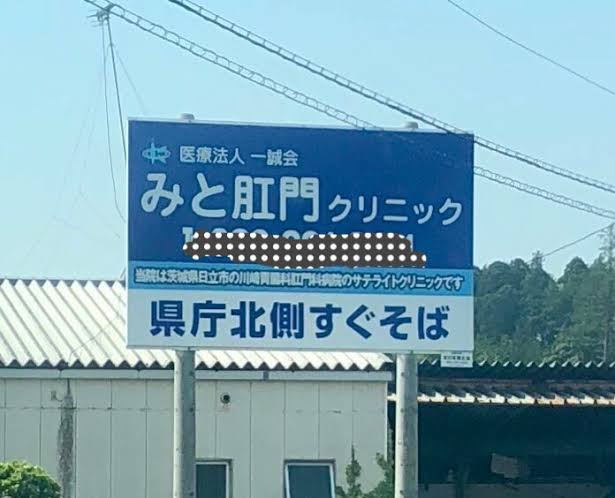 医療法人 一誠会
みと肛門クリニック
当院は茨城県日立市の川崎胃腸科肛門科病院のサテライトクリニックです
県庁北側すぐそば